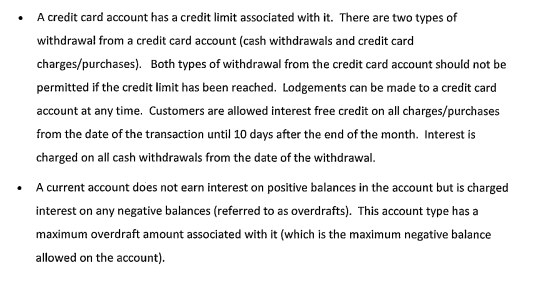 • A credit card account has a credit limit associated with it. There are two types of
withdrawal from a credit card account (cash withdrawals and credit card
charges/purchases). Both types of withdrawal from the credit card account should not be
permitted if the credit limit has been reached. Lodgements can be made to a credit card
account at any time. Customers are allowed interest free credit on all charges/purchases
from the date of the transaction until 10 days after the end of the month. Interest is
charged on all cash withdrawals from the date of the withdrawal.
• A current account does not earn interest on positive balances in the account but is charged
interest on any negative balances (referred to as overdrafts). This account type has a
maximum overdraft amount associated with it (which is the maximum negative balance
allowed on the account).